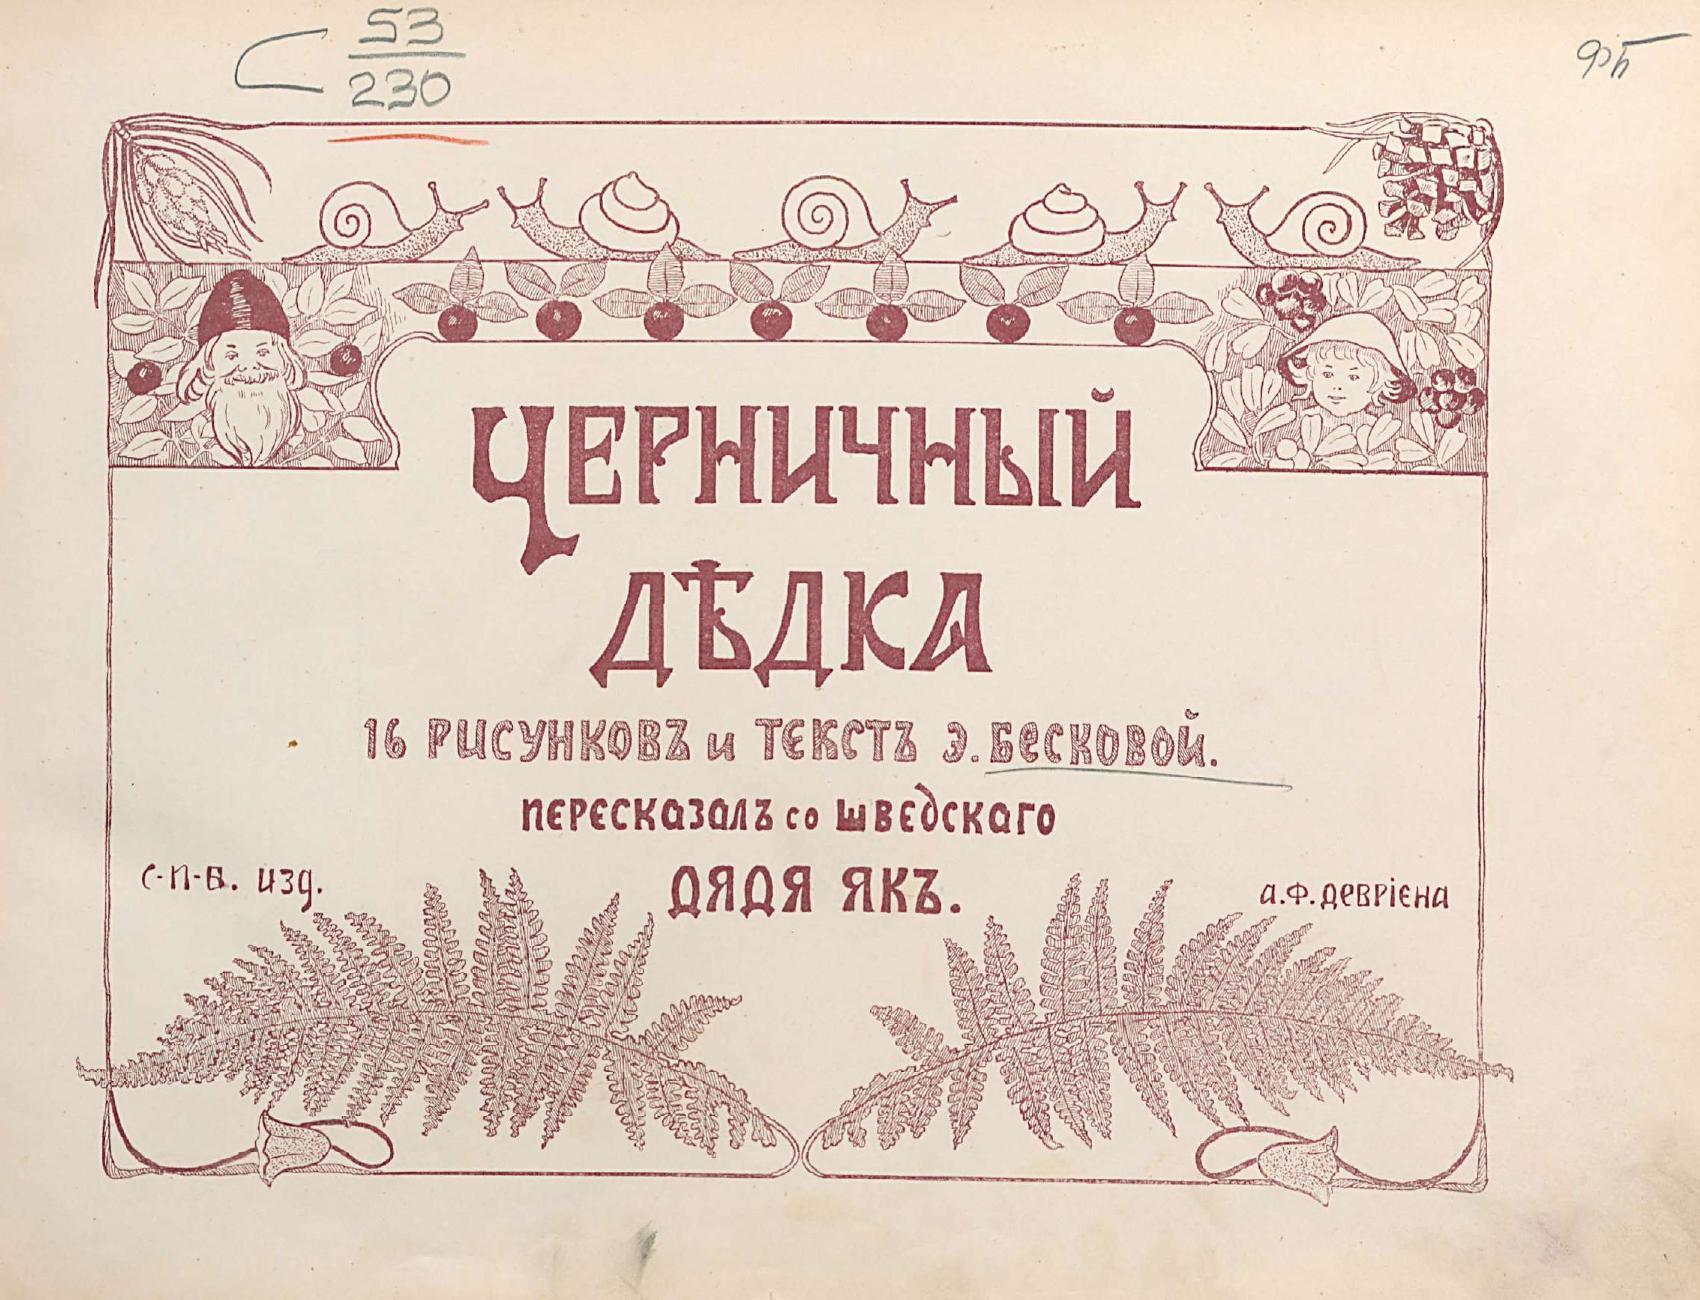 53
230
Черничный
Дѣдка
16 рисунковъ и текстъ Э. Бесковой.
пересказалъ со шведскаго
Дядя Якъ.
С-П-Б. изд.
А.Ф. Девріена